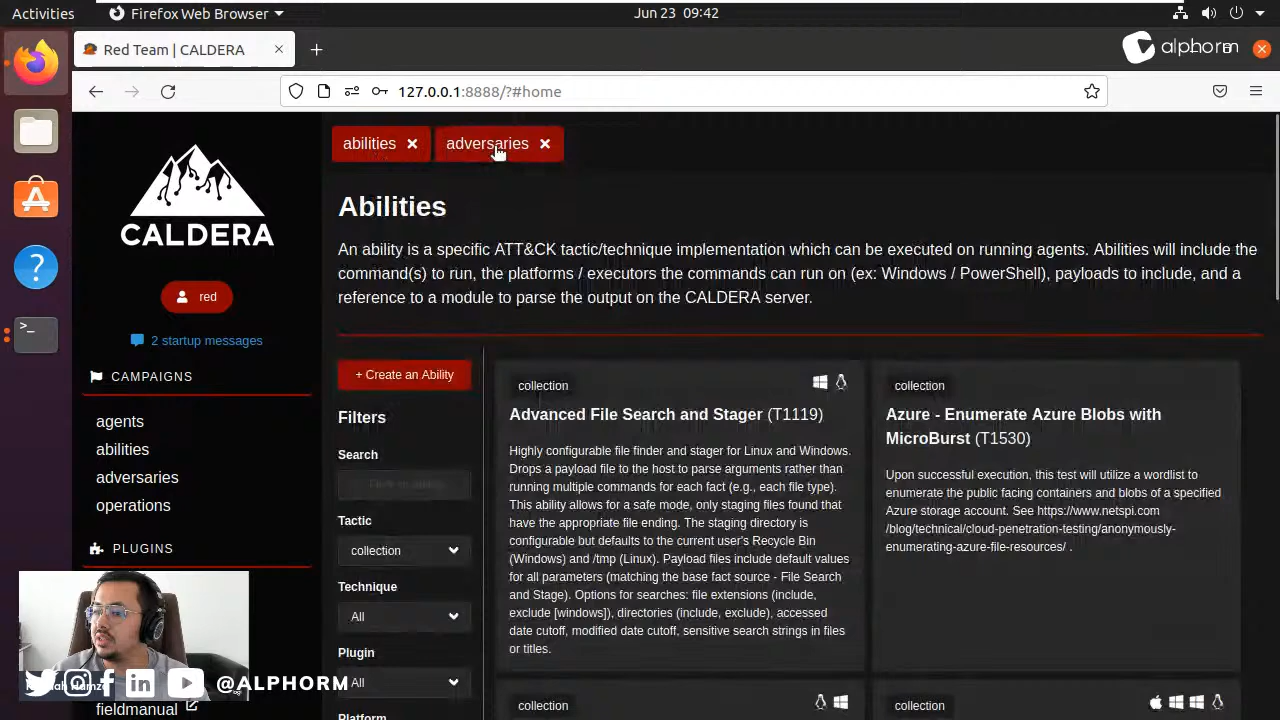 Activities
Firefox Web Browser
Jun 23 09:42
Red Team | CALDERA
alphorm
127.0.0.1:8888/?#home
abilities
adversaries
CALDERA
red
2 startup messages
CAMPAIGNS
agents
abilities
adversaries
operations
PLUGINS
fieldmanual
Abilities
An ability is a specific ATT&CK tactic/technique implementation which can be executed on running agents. Abilities will include the
command(s) to run, the platforms / executors the commands can run on (ex: Windows / PowerShell), payloads to include, and a
reference to a module to parse the output on the CALDERA server.
+ Create an Ability
Filters
Search
Tactic
collection
Technique
All
Plugin
All
Platform
collection
Advanced File Search and Stager (T1119)
Highly configurable file finder and stager for Linux and Windows.
Drops a payload file to the host to parse arguments rather than
running multiple commands for each fact (e.g., each file type).
This ability allows for a safe mode, only staging files found that
have the appropriate file ending. The staging directory is
configurable but defaults to the current user's Recycle Bin
(Windows) and /tmp (Linux). Payload files include default values
for all parameters (matching the base fact source - File Search
and Stage). Options for searches: file extensions (include,
exclude [windows]), directories (include, exclude), accessed
date cutoff, modified date cutoff, sensitive search strings in files
or titles.
collection
Azure - Enumerate Azure Blobs with
MicroBurst (T1530)
Upon successful execution, this test will utilize a wordlist to
enumerate the public facing containers and blobs of a specified
Azure storage account. See https://www.netspi.com
/blog/technical/cloud-penetration-testing/anonymously-
enumerating-azure-file-resources/ .
collection
collection
@ALPHORM